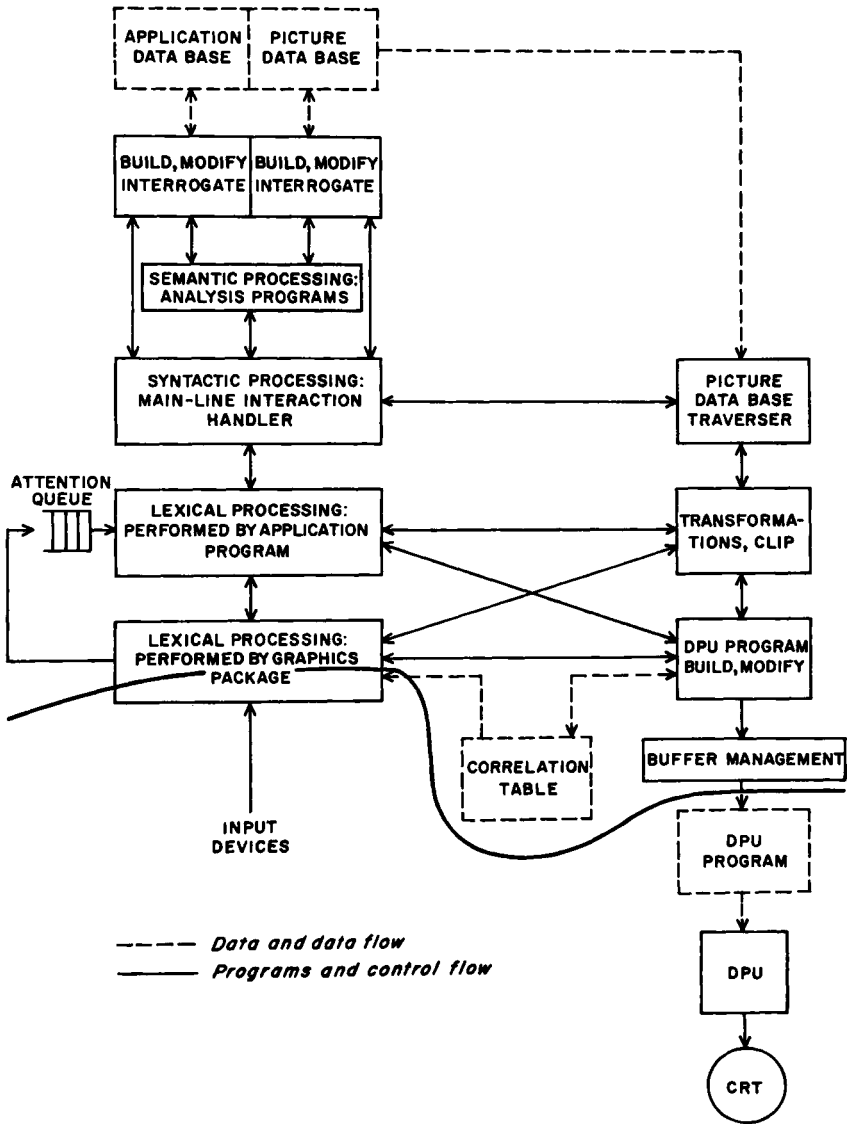 APPLICATION
DATA BASE
PICTURE
DATA BASE
BUILD, MODIFY
INTERROGATE
BUILD, MODIFY
INTERROGATE
SEMANTIC PROCESSING:
ANALYSIS PROGRAMS
SYNTACTIC PROCESSING:
MAIN-LINE INTERACTION
HANDLER
PICTURE
DATA BASE
TRAVERSER
ATTENTION
QUEUE
LEXICAL PROCESSING:
PERFORMED BY APPLICATION
PROGRAM
TRANSFORMA-
TIONS, CLIP
LEXICAL PROCESSING:
PERFORMED BY GRAPHICS
PACKAGE
DPU PROGRAM
BUILD, MODIFY
CORRELATION
TABLE
BUFFER MANAGEMENT
INPUT
DEVICES
DPU
PROGRAM
Data and data flow
Programs and control flow
DPU
CRT